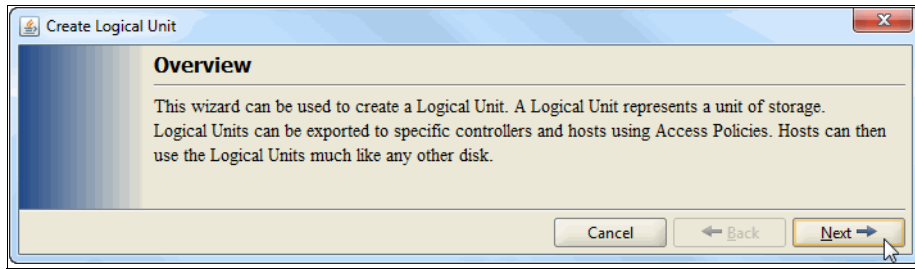 Create Logical Unit
Overview
This wizard can be used to create a Logical Unit. A Logical Unit represents a unit of storage.
Logical Units can be exported to specific controllers and hosts using Access Policies. Hosts can then
use the Logical Units much like any other disk.
Cancel Back Next